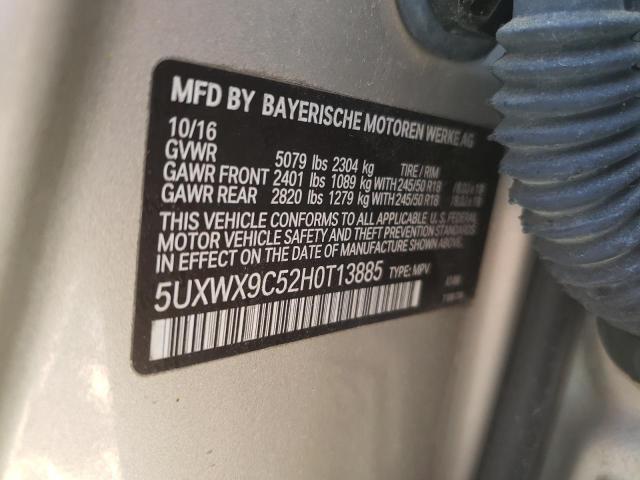 MFD BY BAYERISCHE MOTOREN WERKE AG
10/16
GVWR 5079 lbs 2304 kg TIRE / RIM
GAWR FRONT 2401 lbs 1089 kg WITH 245/50 R18
GAWR REAR 2820 lbs 1279 kg WITH 245/50 R18
THIS VEHICLE CONFORMS TO ALL APPLICABLE U. S. FEDERAL
MOTOR VEHICLE SAFETY AND THEFT PREVENTION STANDARDS
IN EFFECT ON THE DATE OF MANUFACTURE SHOWN ABOVE.
5UXWX9C52H0T13885 TYPE: MPV